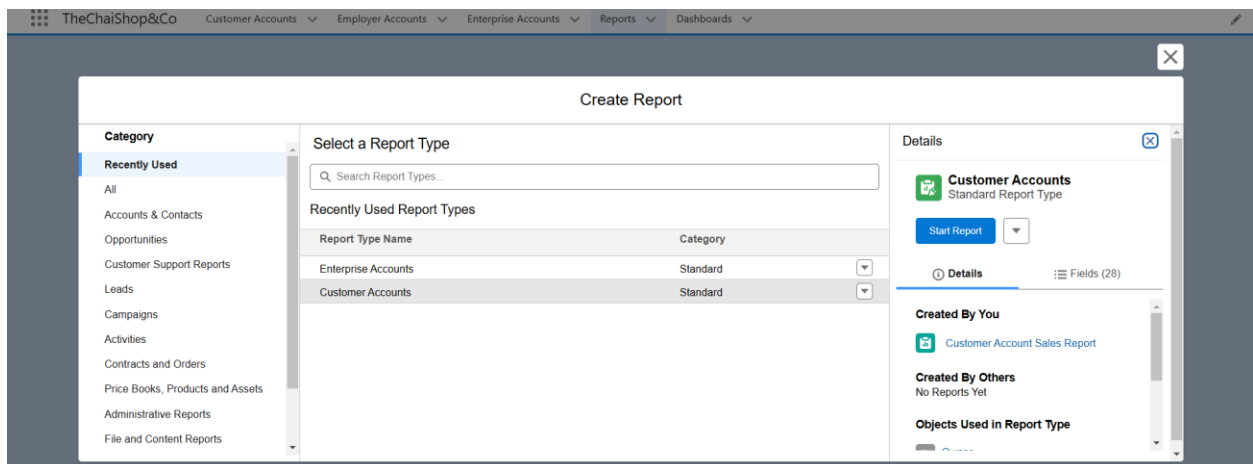 TheChaiShop&Co
Customer Accounts
Employer Accounts
Enterprise Accounts
Reports
Dashboards
Create Report
Category
Recently Used
All
Accounts & Contacts
Opportunities
Customer Support Reports
Leads
Campaigns
Activities
Contracts and Orders
Price Books, Products and Assets
Administrative Reports
File and Content Reports
Select a Report Type
Search Report Types...
Recently Used Report Types
Report Type Name Category
Enterprise Accounts Standard
Customer Accounts Standard
Details
Customer Accounts
Standard Report Type
Start Report
Details
Fields (28)
Created By You
Customer Account Sales Report
Created By Others
No Reports Yet
Objects Used in Report Type